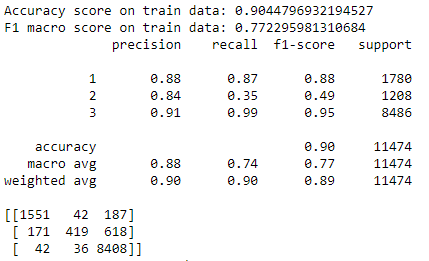 Accuracy score on train data: 0.9044796932194527
F1 macro score on train data: 0.772295981310684
precision recall f1-score support
1 0.88 0.87 0.88 1780
2 0.84 0.35 0.49 1208
3 0.91 0.99 0.95 8486
accuracy 0.90 11474
macro avg 0.88 0.74 0.77 11474
weighted avg 0.90 0.90 0.89 11474
[[1551 42 187]
[ 171 419 618]
[ 42 36 8408]]